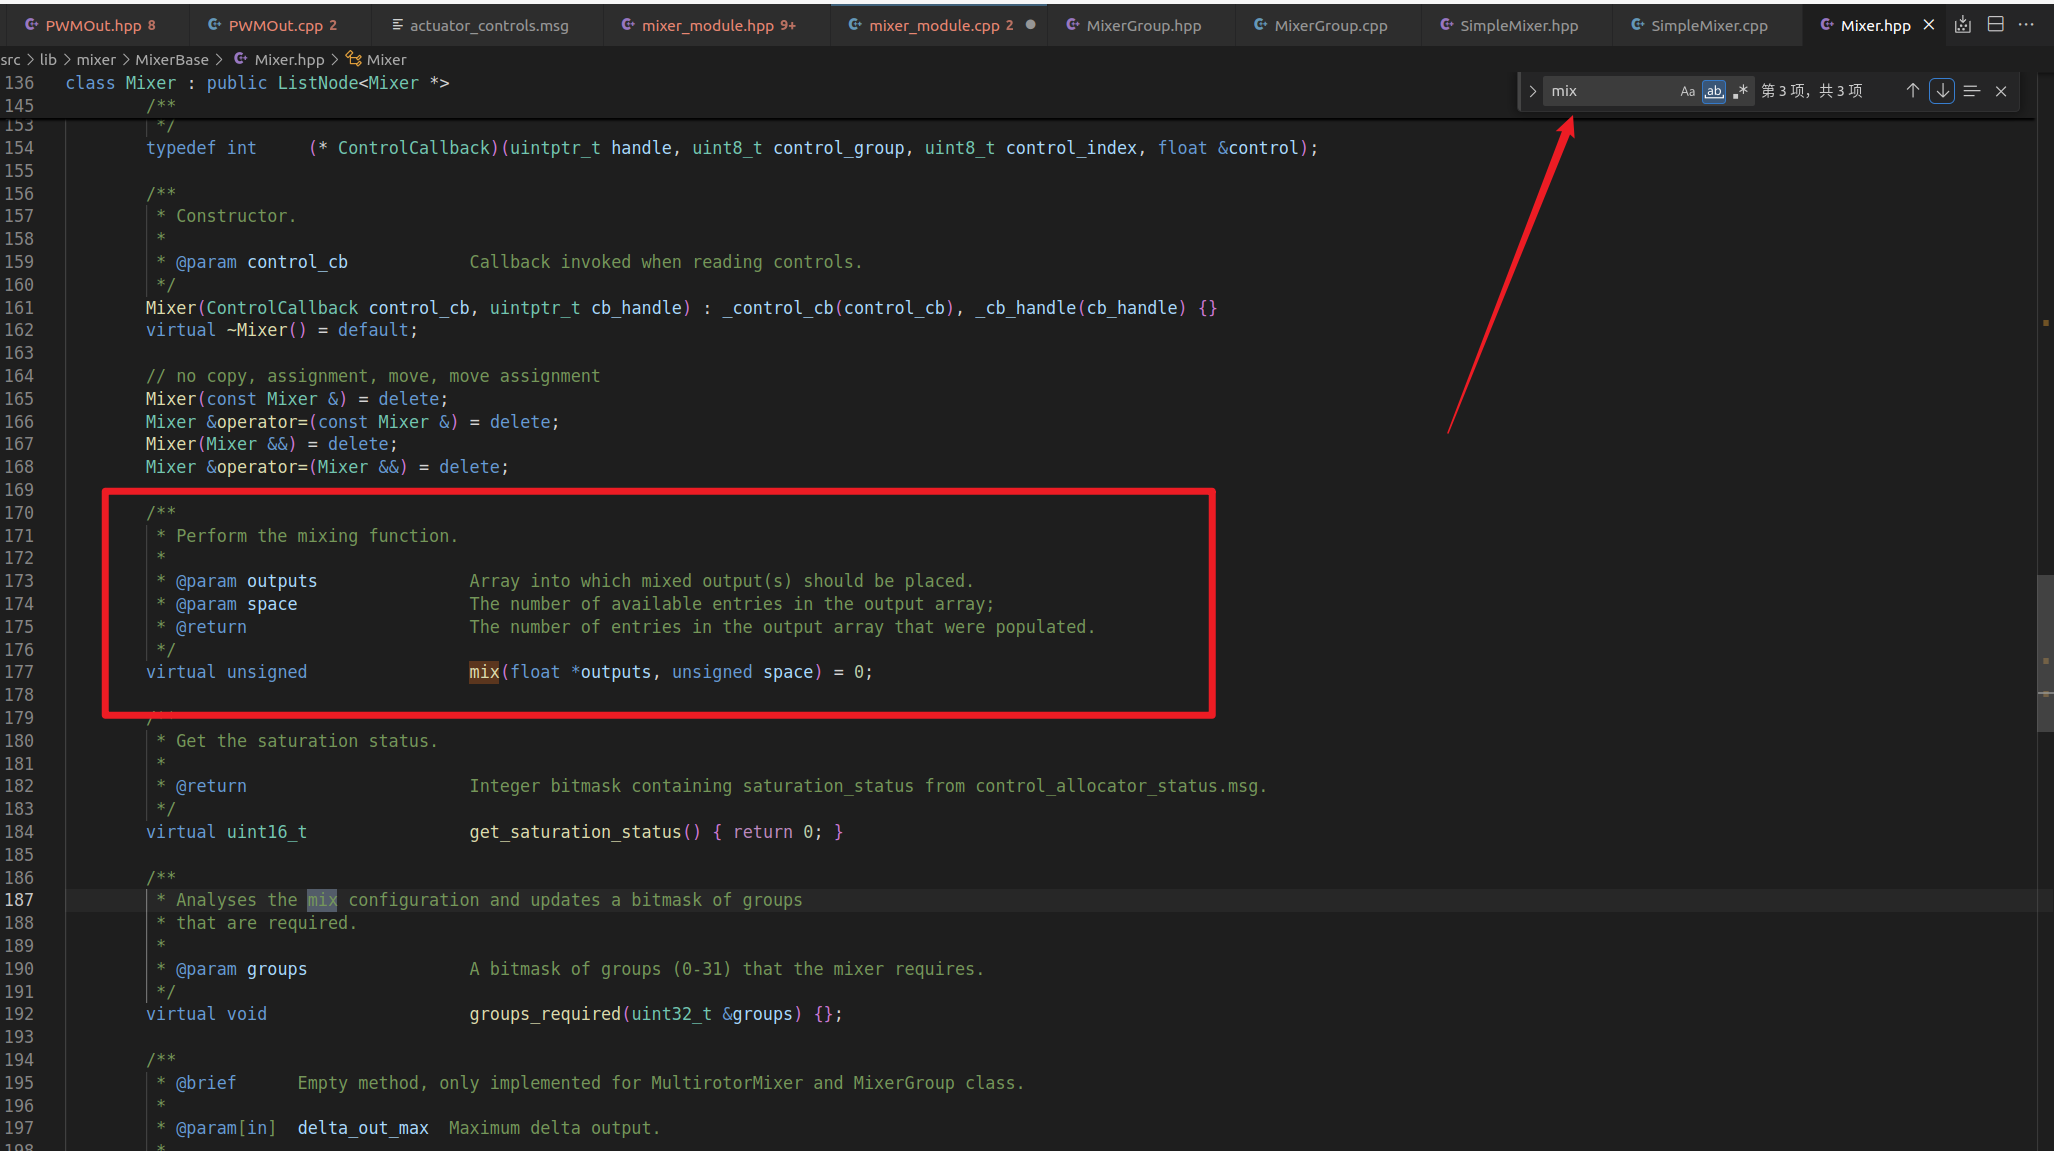 PWMOut.hpp 8 PWMOut.cpp 2 actuator_controls.msg mixer_module.hpp 9+ mixer_module.cpp 2 MixerGroup.hpp MixerGroup.cpp SimpleMixer.hpp SimpleMixer.cpp Mixer.hpp
src > lib > mixer > MixerBase > Mixer.hpp > Mixer
136 class Mixer : public ListNode<Mixer *>
mix Aa ab .* 第 3 项，共 3 项
145 /**
153 */
154 typedef int (* ControlCallback)(uintptr_t handle, uint8_t control_group, uint8_t control_index, float &control);
155
156 /**
157 * Constructor.
158 *
159 * @param control_cb Callback invoked when reading controls.
160 */
161 Mixer(ControlCallback control_cb, uintptr_t cb_handle) : _control_cb(control_cb), _cb_handle(cb_handle) {}
162 virtual ~Mixer() = default;
163
164 // no copy, assignment, move, move assignment
165 Mixer(const Mixer &) = delete;
166 Mixer &operator=(const Mixer &) = delete;
167 Mixer(Mixer &&) = delete;
168 Mixer &operator=(Mixer &&) = delete;
169
170 /**
171 * Perform the mixing function.
172 *
173 * @param outputs Array into which mixed output(s) should be placed.
174 * @param space The number of available entries in the output array;
175 * @return The number of entries in the output array that were populated.
176 */
177 virtual unsigned mix(float *outputs, unsigned space) = 0;
178
179 /**
180 * Get the saturation status.
181 *
182 * @return Integer bitmask containing saturation_status from control_allocator_status.msg.
183 */
184 virtual uint16_t get_saturation_status() { return 0; }
185
186 /**
187 * Analyses the mix configuration and updates a bitmask of groups
188 * that are required.
189 *
190 * @param groups A bitmask of groups (0-31) that the mixer requires.
191 */
192 virtual void groups_required(uint32_t &groups) {};
193
194 /**
195 * @brief Empty method, only implemented for MultirotorMixer and MixerGroup class.
196 *
197 * @param[in] delta_out_max Maximum delta output.
198 *